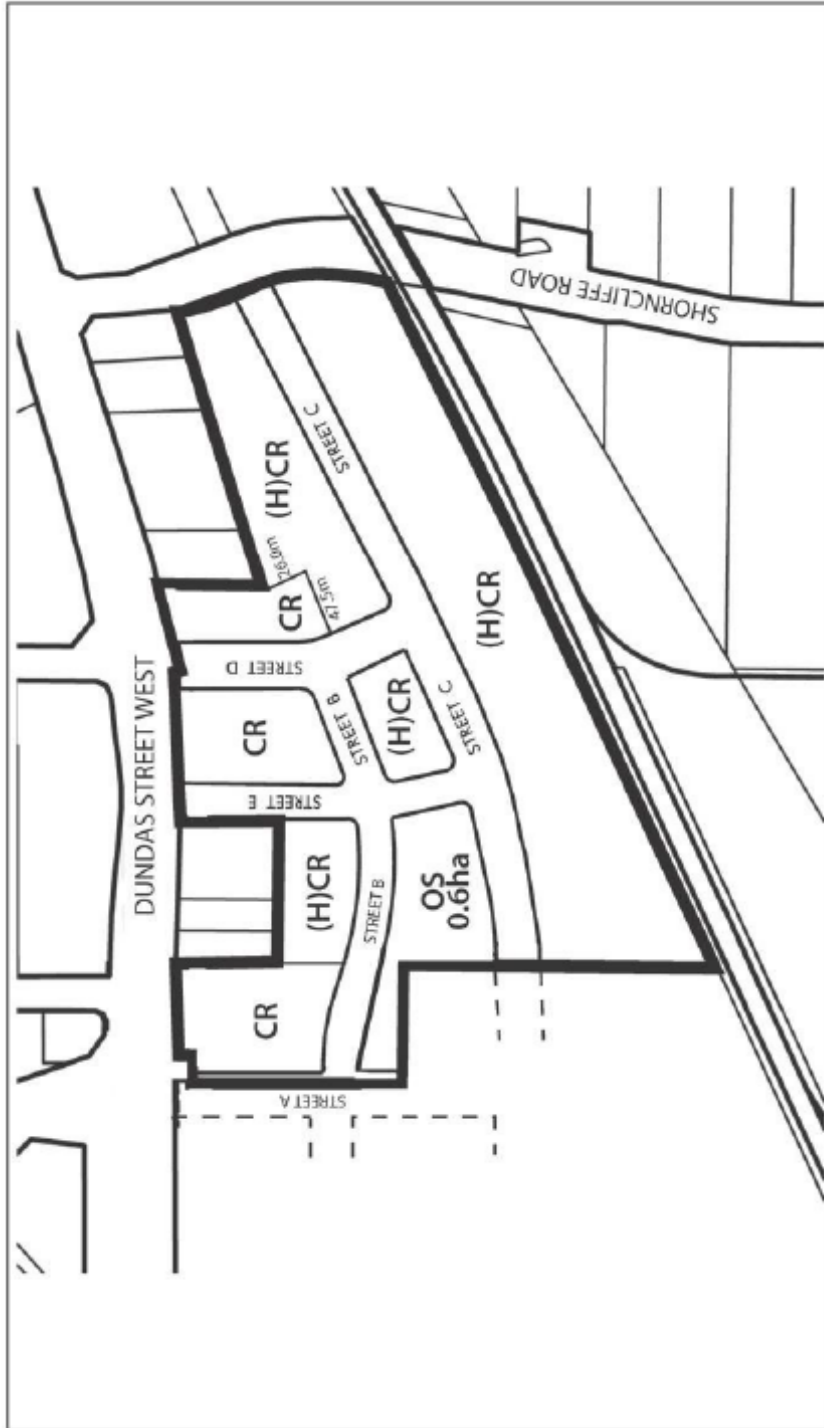 SHORNCLIFFE ROAD
STREET C
(H)CR
26.0m
47.5m
CR
(H)CR
DUNDAS STREET WEST
STREET D
STREET B
(H)CR
STREET C
CR
STREET E
(H)CR
STREET B
OS
0.6ha
CR
STREET A